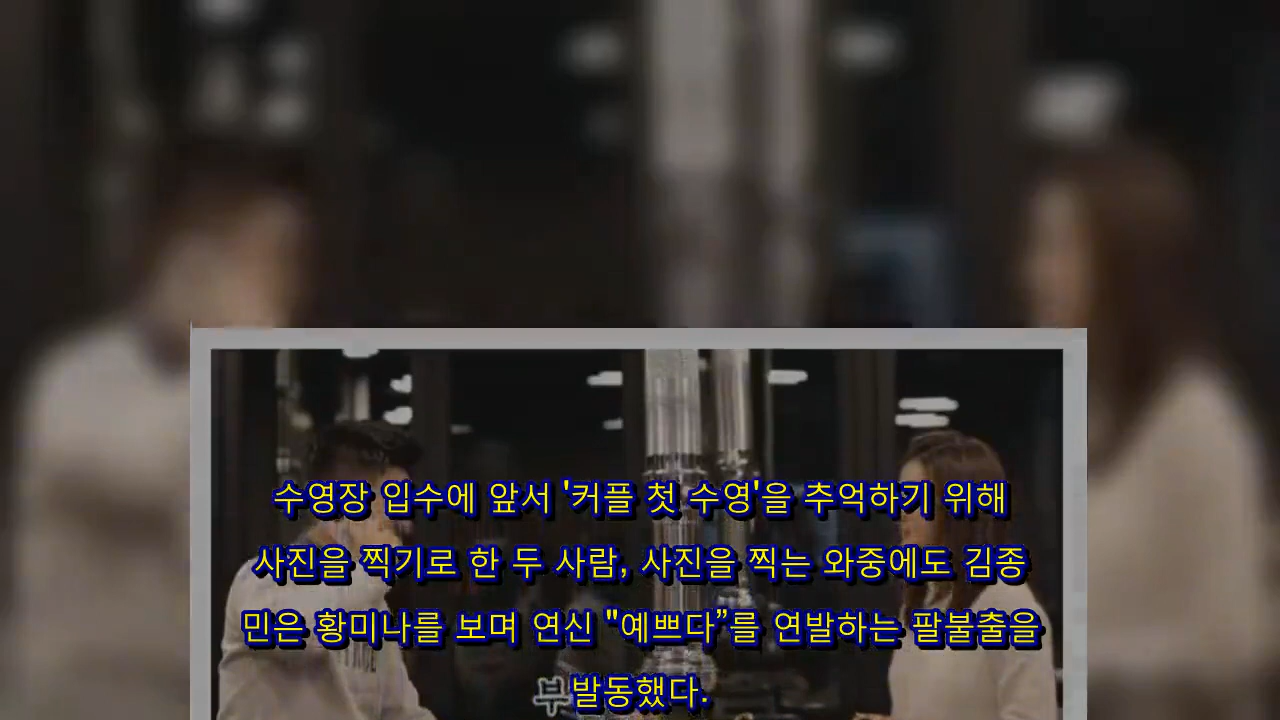 수영장 입수에 앞서 '커플 첫 수영'을 추억하기 위해
사진을 찍기로 한 두 사람, 사진을 찍는 와중에도 김종
민은 황미나를 보며 연신 "예쁘다”를 연발하는 팔불출을
부발동했다.